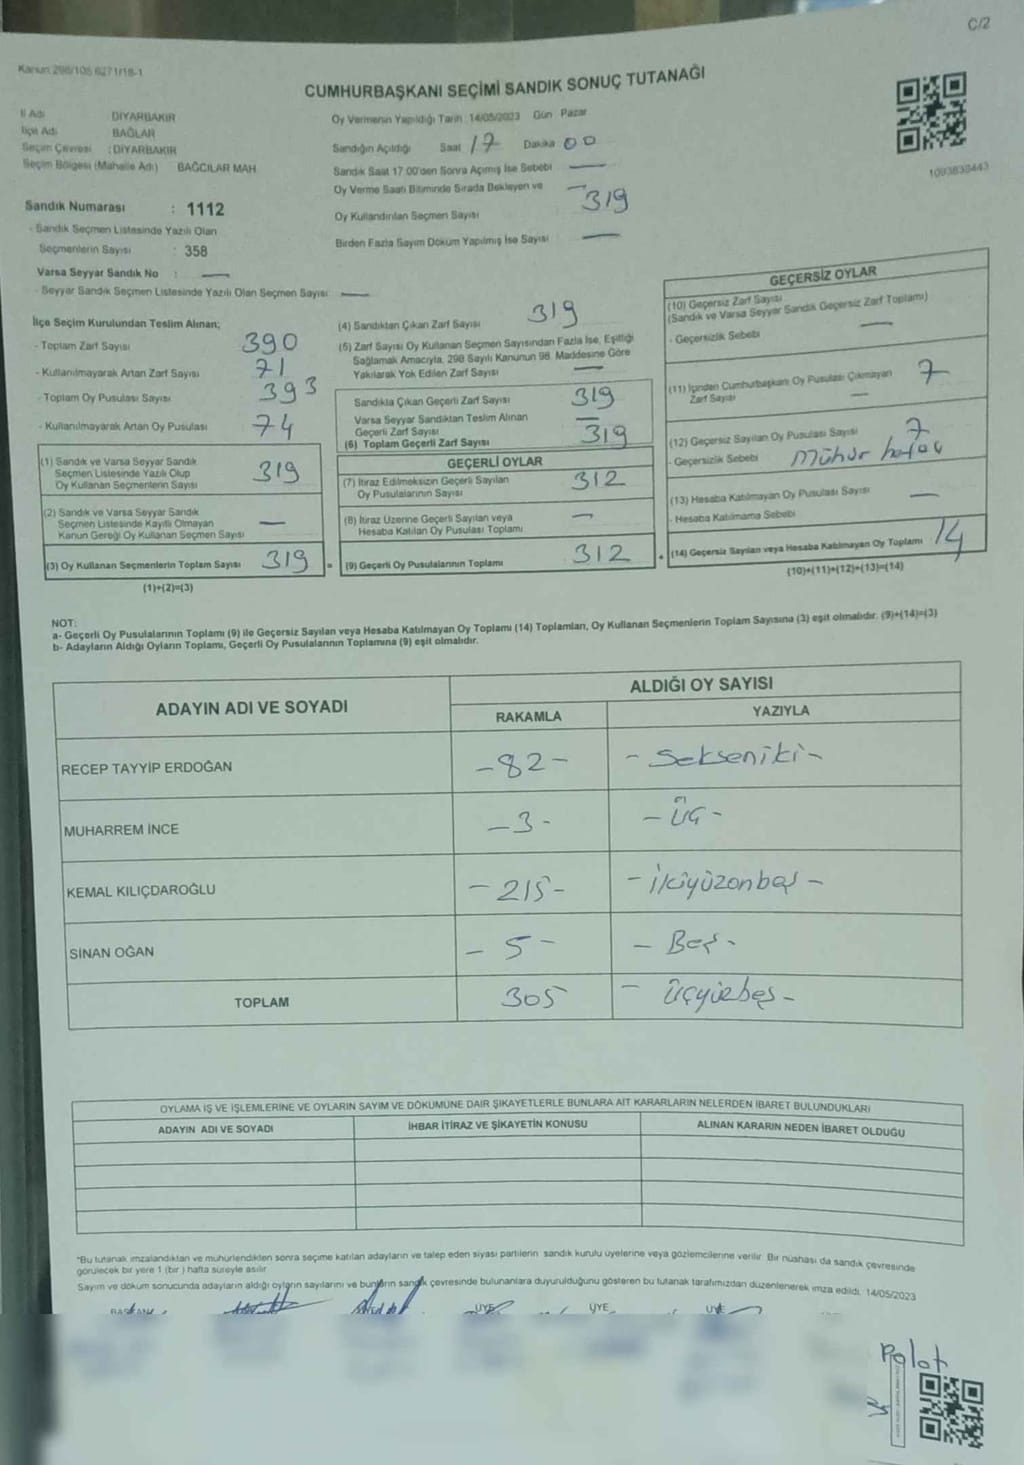 C/2
Kanun 298/105 6271/18-1
CUMHURBAŞKANI SEÇİMİ SANDIK SONUÇ TUTANAĞI
İl Adı DİYARBAKIR
İlçe Adı BAĞLAR
Seçim Çevresi : DİYARBAKIR
Seçim Bölgesi (Mahalle Adı) BAĞCILAR MAH.
Oy Vermenin Yapıldığı Tarih :14/05/2023 Gün Pazar
Sandığın Açıldığı Saat 17 Dakika 00
Sandık Saat 17:00'den Sonra Açımış İse Sebebi —
Oy Verme Saati Bitiminde Sırada Bekleyen ve —
Oy Kullandırılan Seçmen Sayısı 319
Birden Fazla Sayım Döküm Yapılmış İse Sayısı —
1093838443
Sandık Numarası : 1112
- Sandık Seçmen Listesinde Yazılı Olan
Seçmenlerin Sayısı : 358
Varsa Seyyar Sandık No : —
- Seyyar Sandık Seçmen Listesinde Yazılı Olan Seçmen Sayısı —
İlçe Seçim Kurulundan Teslim Alınan;
- Toplam Zarf Sayısı 390
- Kullanılmayarak Artan Zarf Sayısı 71
- Toplam Oy Pusulası Sayısı 393
- Kullanılmayarak Artan Oy Pusulası 74
(1) Sandık ve Varsa Seyyar Sandık
Seçmen Listesinde Yazılı Olup
Oy Kullanan Seçmenlerin Sayısı 319
(2) Sandık ve Varsa Seyyar Sandık
Seçmen Listesinde Kayıtlı Olmayan
Kanun Gereği Oy Kullanan Seçmen Sayısı —
(3) Oy Kullanan Seçmenlerin Toplam Sayısı 319 =
(1)+(2)=(3)
(4) Sandıktan Çıkan Zarf Sayısı 319
(5) Zarf Sayısı Oy Kullanan Seçmen Sayısından Fazla İse, Eşitliği
Sağlamak Amacıyla, 298 Sayılı Kanunun 98. Maddesine Göre
Yakılarak Yok Edilen Zarf Sayısı —
Sandıkta Çıkan Geçerli Zarf Sayısı 319
Varsa Seyyar Sandıktan Teslim Alınan
Geçerli Zarf Sayısı —
(6) Toplam Geçerli Zarf Sayısı 319
GEÇERLİ OYLAR
(7) İtiraz Edilmeksizin Geçerli Sayılan
Oy Pusulalarının Sayısı 312
(8) İtiraz Üzerine Geçerli Sayılan veya
Hesaba Katılan Oy Pusulası Toplamı —
(9) Geçerli Oy Pusulalarının Toplamı 312 +
GEÇERSİZ OYLAR
(10) Geçersiz Zarf Sayısı
(Sandık ve Varsa Seyyar Sandık Geçersiz Zarf Toplamı)
- Geçersizlik Sebebi —
(11) İçinden Cumhurbaşkanı Oy Pusulası Çıkmayan 7
Zarf Sayısı —
(12) Geçersiz Sayılan Oy Pusulası Sayısı 7
- Geçersizlik Sebebi Mühür
(13) Hesaba Katılmayan Oy Pusulası Sayısı —
- Hesaba Katılmama Sebebi
(14) Geçersiz Sayılan veya Hesaba Katılmayan Oy Toplamı 14
(10)+(11)+(12)+(13)=(14)
NOT:
a- Geçerli Oy Pusulalarının Toplamı (9) ile Geçersiz Sayılan veya Hesaba Katılmayan Oy Toplamı (14) Toplamları, Oy Kullanan Seçmenlerin Toplam Sayısına (3) eşit olmalıdır. (9)+(14)=(3)
b- Adayların Aldığı Oyların Toplamı, Geçerli Oy Pusulalarının Toplamına (9) eşit olmalıdır.
ADAYIN ADI VE SOYADI
ALDIĞI OY SAYISI
RAKAMLA YAZIYLA
RECEP TAYYİP ERDOĞAN -82- - Sekseniki -
MUHARREM İNCE -3- - Üç -
KEMAL KILIÇDAROĞLU -215- - İkiyüzonbeş -
SİNAN OĞAN -5- - Beş -
TOPLAM 305 - Üçyüzbeş -
OYLAMA İŞ VE İŞLEMLERİNE VE OYLARIN SAYIM VE DÖKÜMÜNE DAİR ŞİKAYETLERLE BUNLARA AİT KARARLARIN NELERDEN İBARET BULUNDUKLARI
ADAYIN ADI VE SOYADI İHBAR İTİRAZ VE ŞİKAYETİN KONUSU ALINAN KARARIN NEDEN İBARET OLDUĞU
*Bu tutanak imzalandıktan ve mühürlendikten sonra seçime katılan adayların ve talep eden siyasi partilerin sandık kurulu üyelerine veya gözlemcilerine verilir. Bir nüshası da sandık çevresinde
görülecek bir yere 1 (bir ) hafta süreyle asılır.
Sayım ve döküm sonucunda adayların aldığı oyların sayılarını ve bunların sandık çevresinde bulunanlara duyurulduğunu gösteren bu tutanak tarafımızdan düzenlenerek imza edildi. 14/05/2023
BAŞKAN ÜYE ÜYE ÜYE
Polat